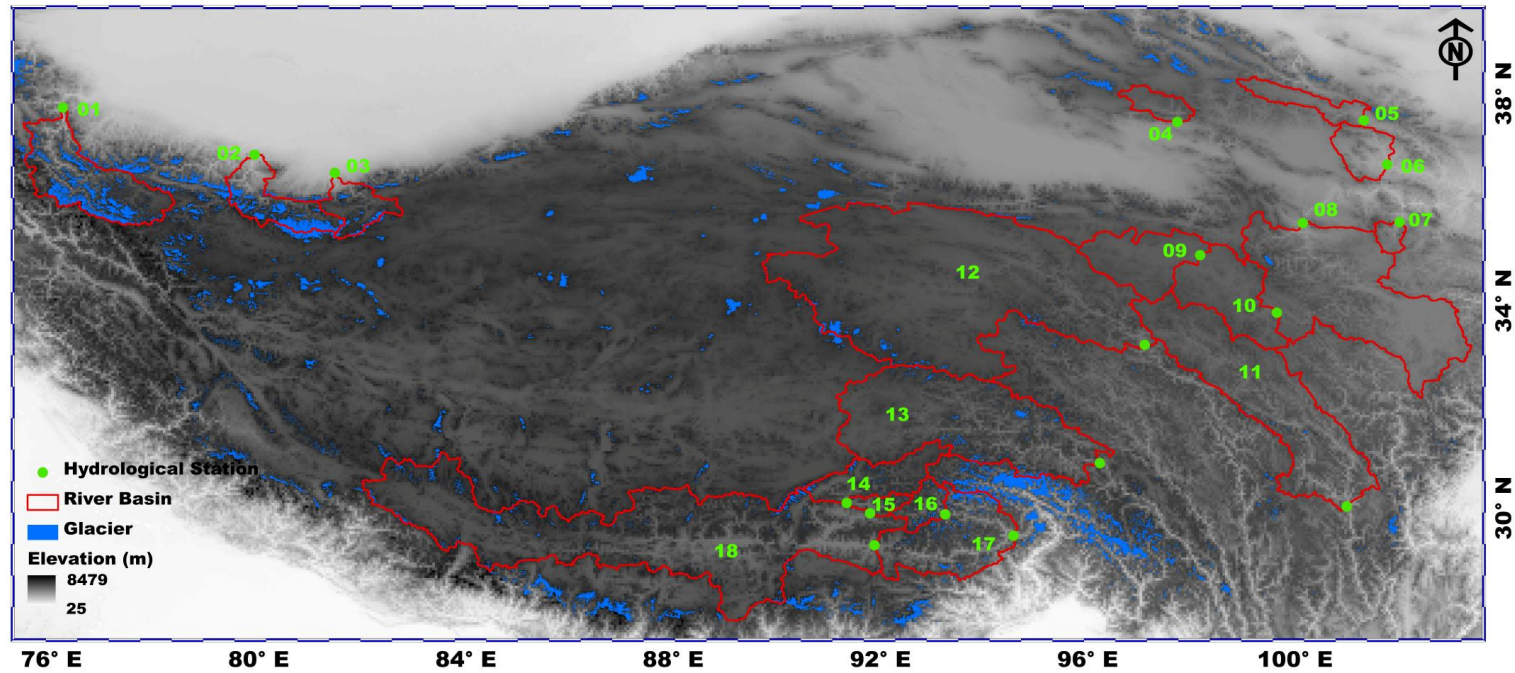 N
01
02
03
04
05
06
07
08
09
10
11
12
13
14
15
16
17
18
Hydrological Station
River Basin
Glacier
Elevation (m)
8479
25
38° N
34° N
30° N
76° E
80° E
84° E
88° E
92° E
96° E
100° E